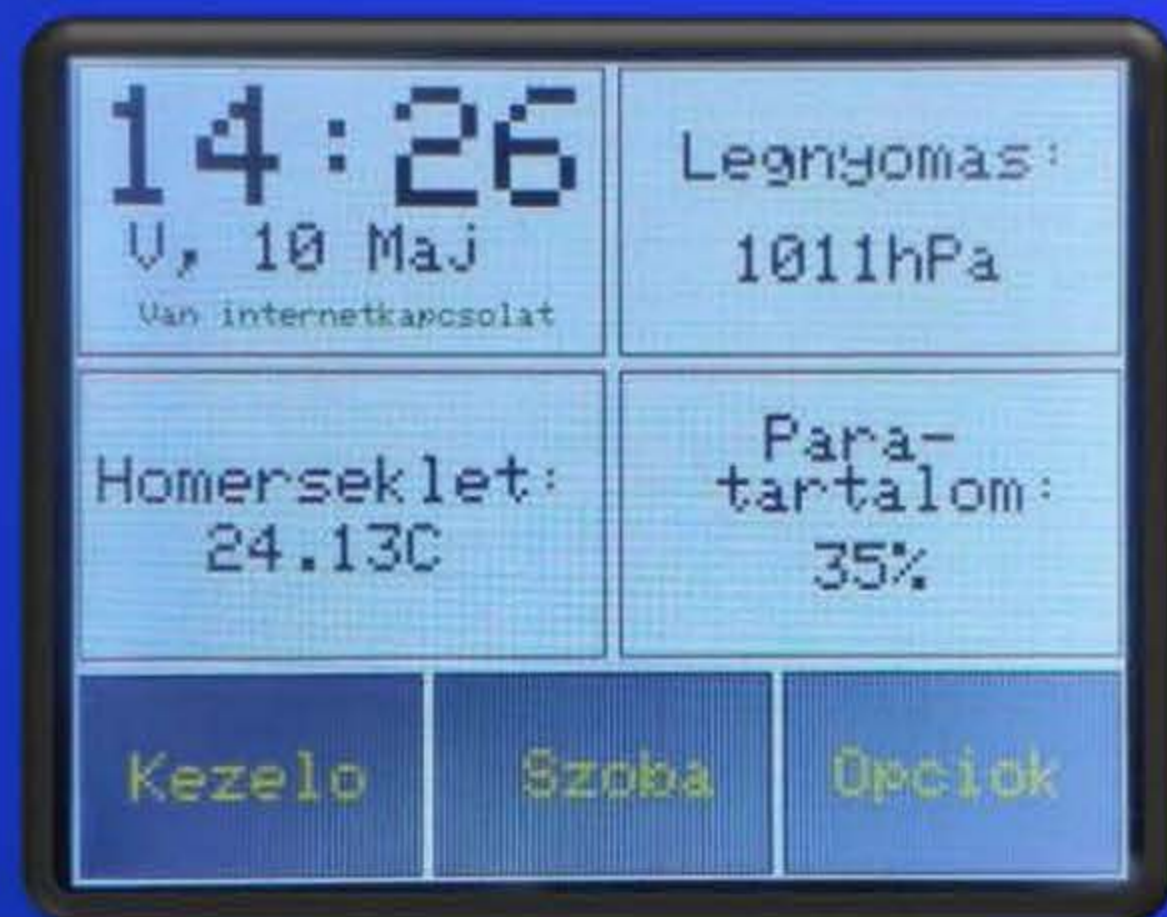 14:26
V, 10 Maj
Van internetkapcsolat
Legnyomas:
1011hPa
Homerseklet:
24.13C
Para-
tartalom:
35%
Kezelo
Szoba
Opciok